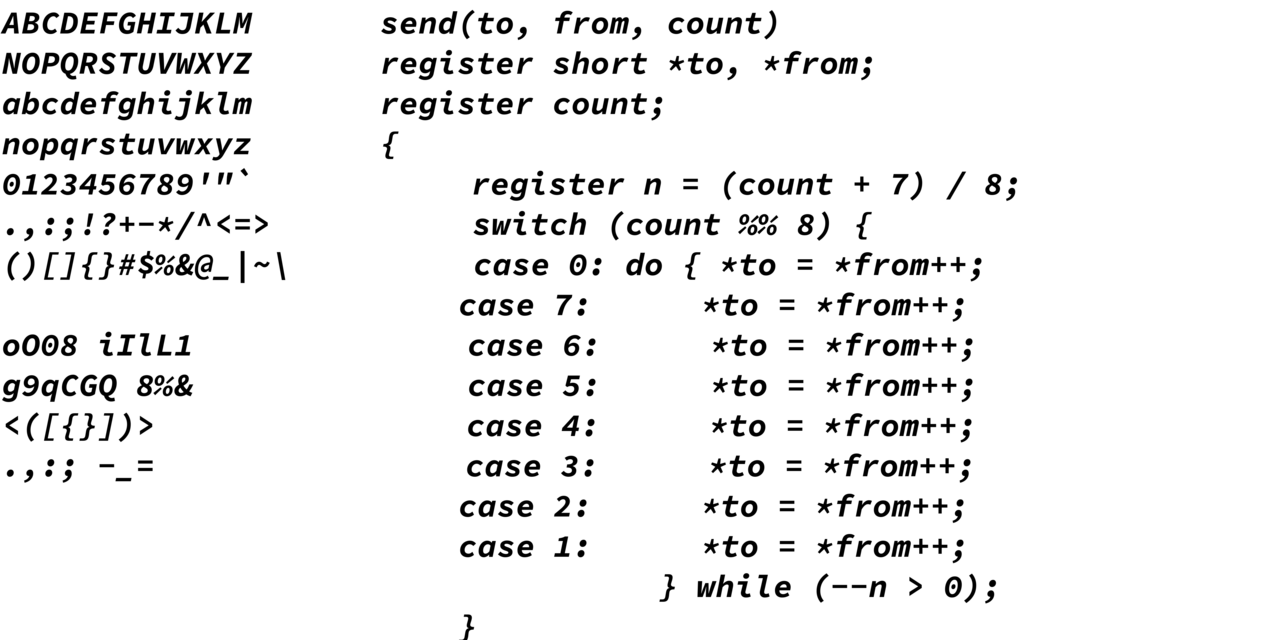 ABCDEFGHIJKLM
NOPQRSTUVWXYZ
abcdefghijklm
nopqrstuvwxyz
0123456789'"`
.,:;!?+-*/^<=>
()[]{}#$%&@_|~\
oO08 iIlL1
g9qCGQ 8%&
<([{}])>
.,:; -_=
send(to, from, count)
register short *to, *from;
register count;
{
register n = (count + 7) / 8;
switch (count %% 8) {
case 0: do { *to = *from++;
case 7: *to = *from++;
case 6: *to = *from++;
case 5: *to = *from++;
case 4: *to = *from++;
case 3: *to = *from++;
case 2: *to = *from++;
case 1: *to = *from++;
} while (--n > 0);
}